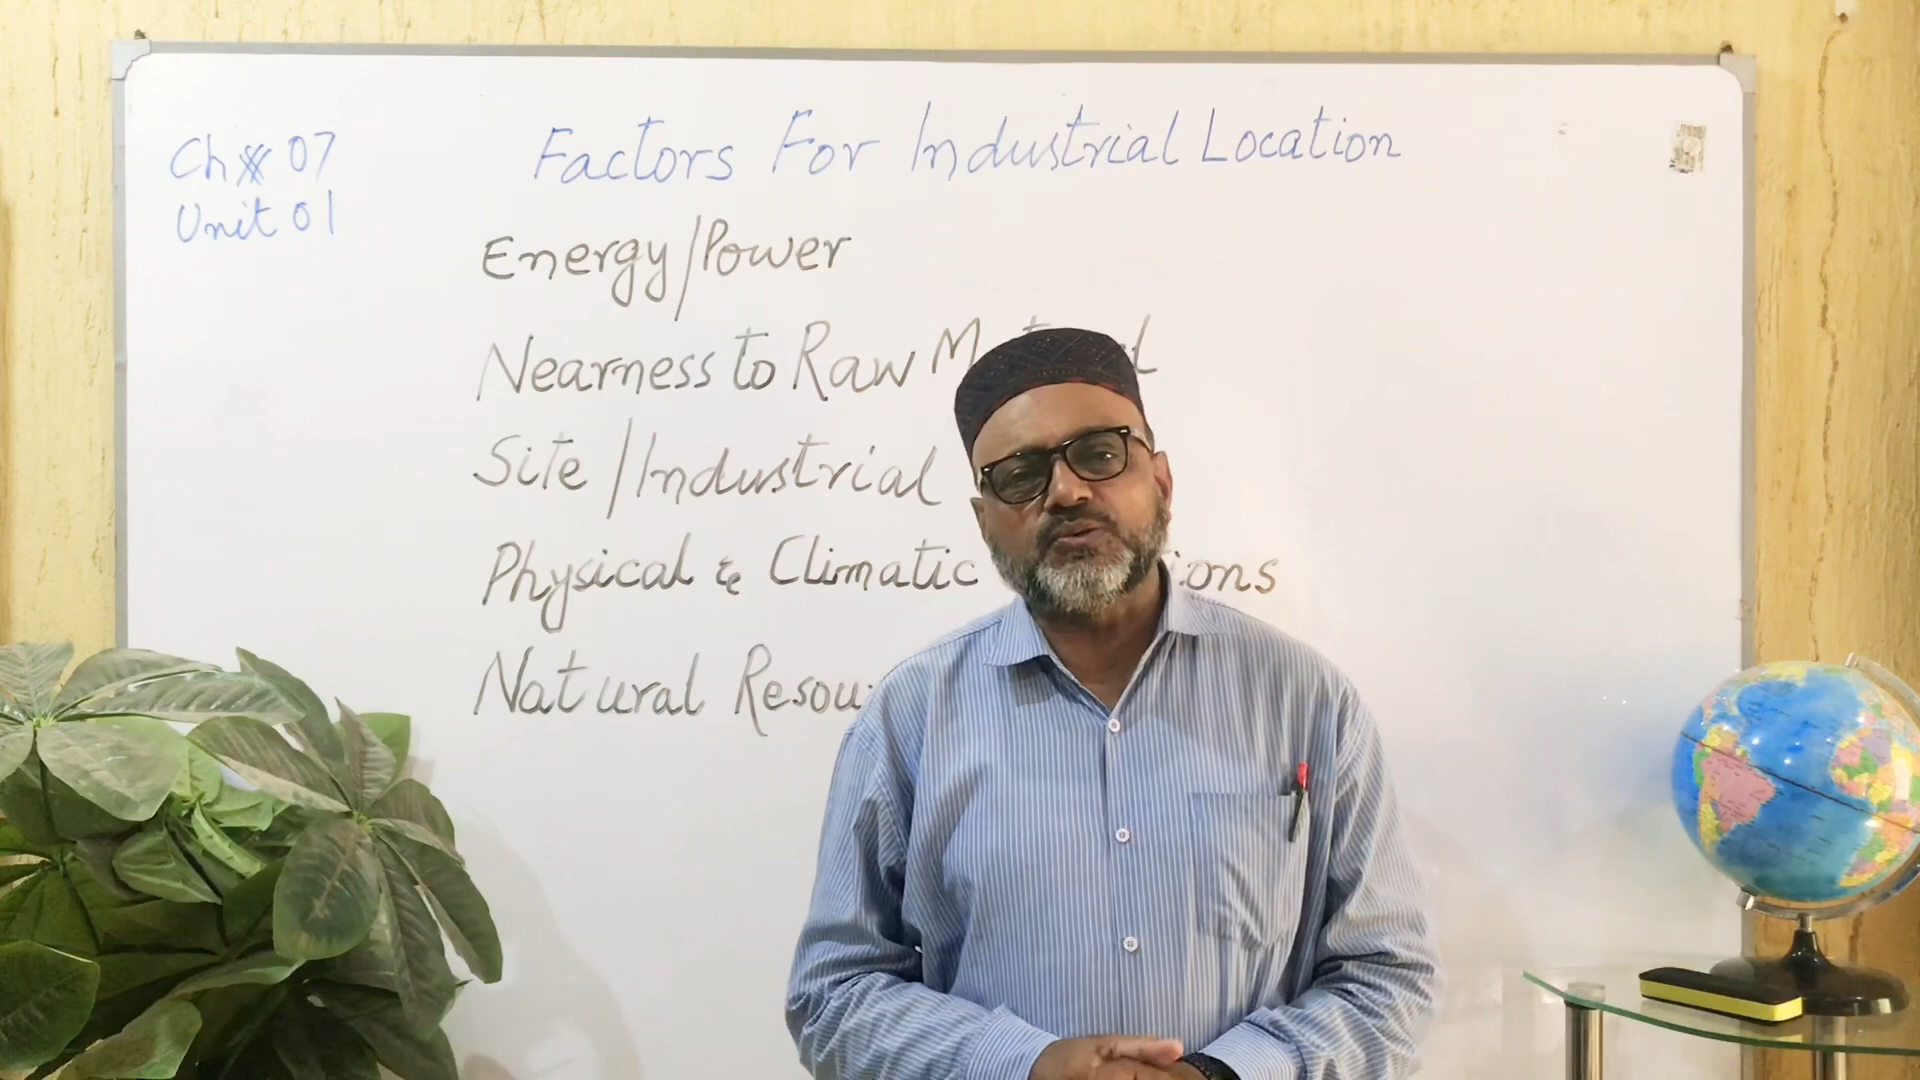 Ch # 07
Unit 01
Factors For Industrial Location
Energy/Power
Nearness to Raw
Site/Industrial
Physical & Climatic
Natural